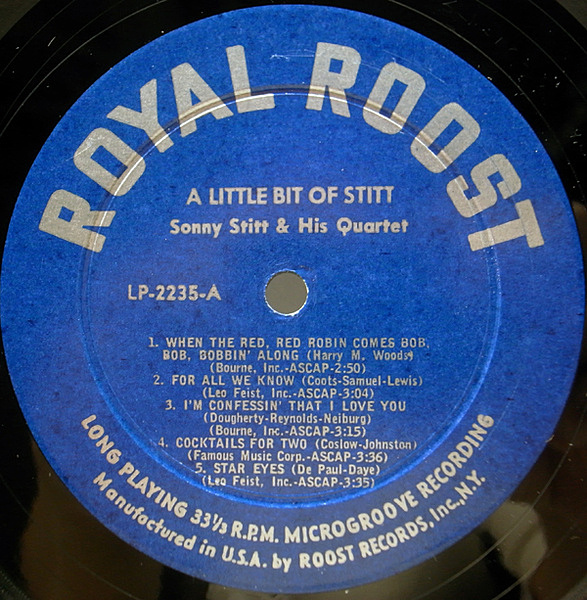 ROYAL ROOST
A LITTLE BIT OF STITT
Sonny Stitt & His Quartet
LP-2235-A
1. WHEN THE RED, RED ROBIN COMES BOB,
BOB, BOBBIN' ALONG (Harry M. Woods)
(Bourne, Inc.-ASCAP-2:50)
2. FOR ALL WE KNOW (Coots-Samuel-Lewis)
(Leo Feist, Inc.-ASCAP-3:04)
3. I'M CONFESSIN' THAT I LOVE YOU
(Dougherty-Reynolds-Neiburg)
(Bourne, Inc.-ASCAP-3:15)
4. COCKTAILS FOR TWO (Coslow-Johnston)
(Famous Music Corp.-ASCAP-3:36)
5. STAR EYES (De Paul-Daye)
(Leo Feist, Inc.-ASCAP-3:35)
LONG PLAYING 33⅓ R.P.M. MICROGROOVE RECORDING
Manufactured in U.S.A. by ROOST RECORDS, Inc., N.Y.